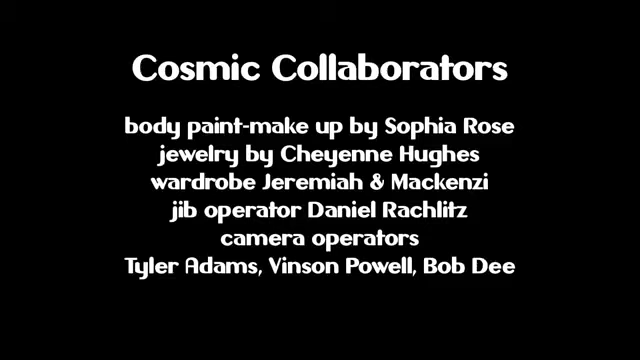 Cosmic Collaborators
body paint-make up by Sophia Rose
jewelry by Cheyenne Hughes
wardrobe Jeremiah & Mackenzi
jib operator Daniel Rachlitz
camera operators
Tyler Adams, Vinson Powell, Bob Dee